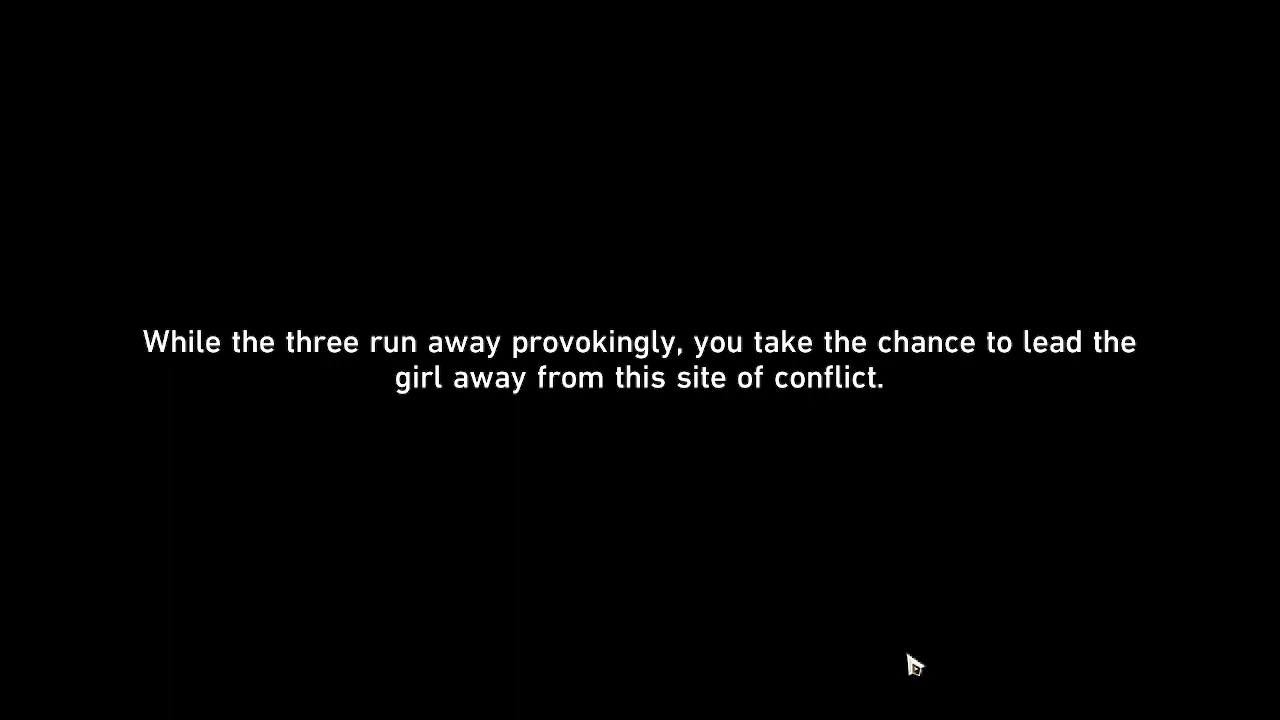 While the three run away provokingly, you take the chance to lead the
girl away from this site of conflict.